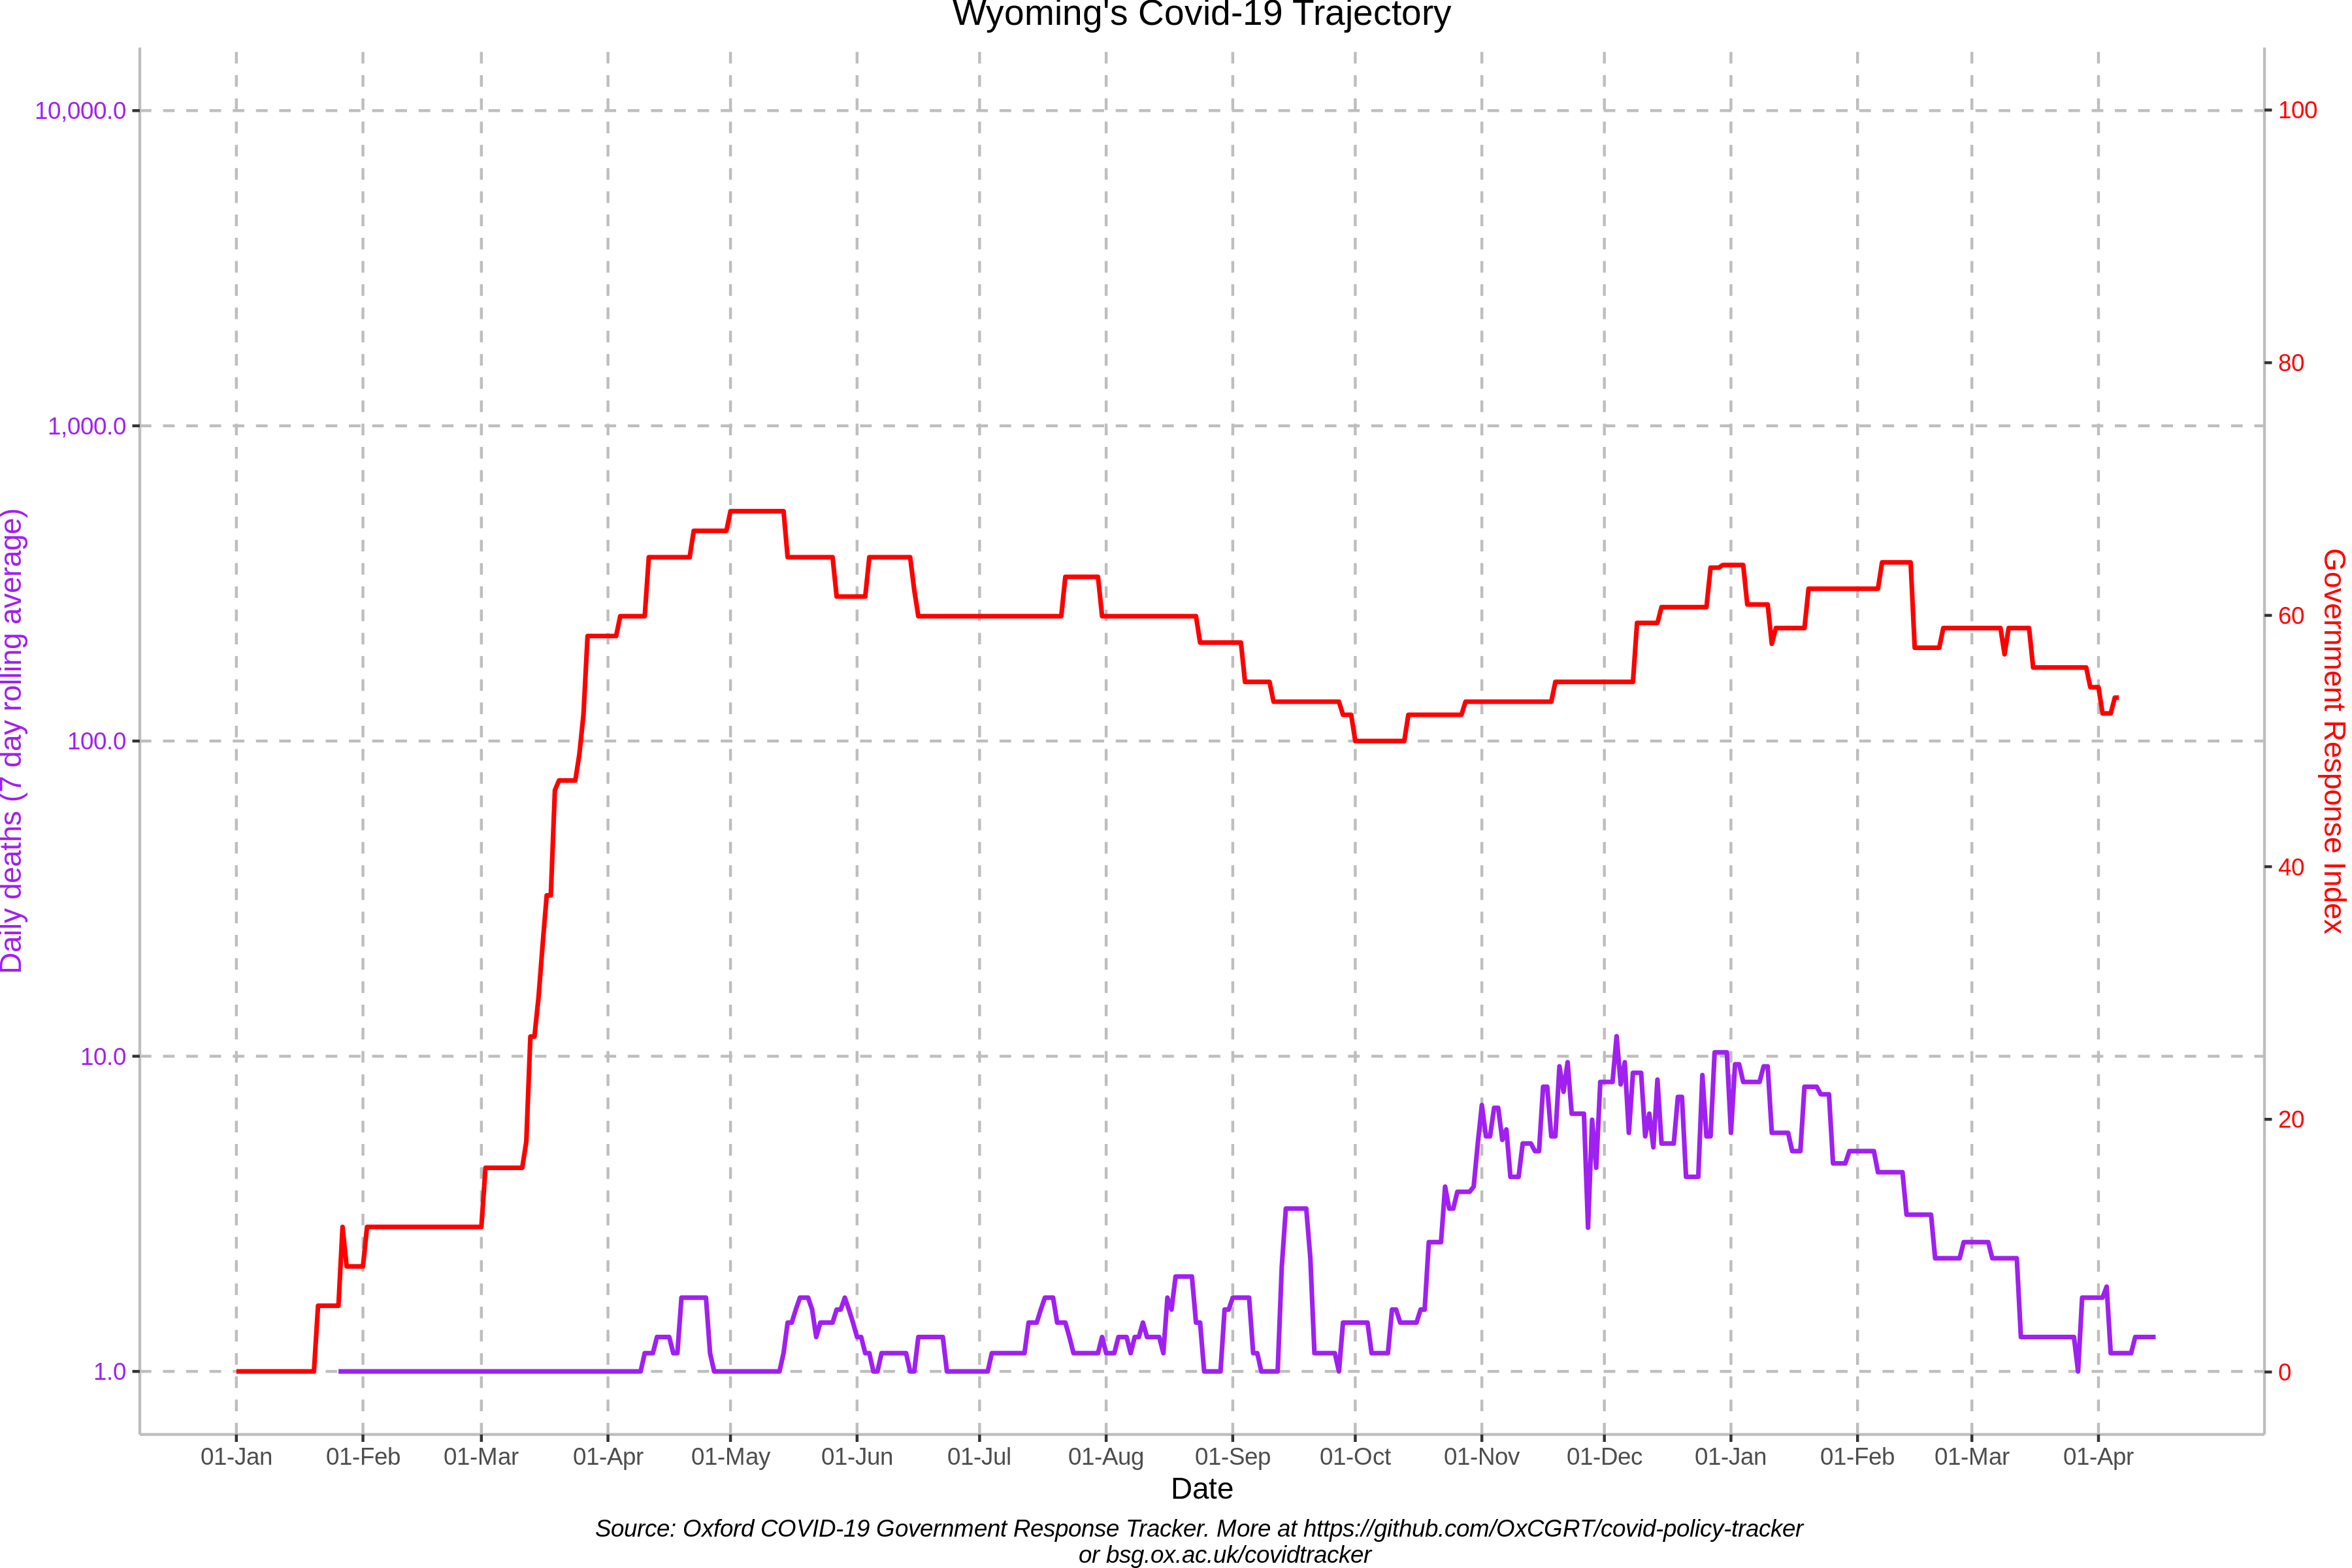 Wyoming's Covid-19 Trajectory
10,000.0
1,000.0
100.0
10.0
1.0
Daily deaths (7 day rolling average)
100
80
60
40
20
0
Government Response Index
01-Jan 01-Feb 01-Mar 01-Apr 01-May 01-Jun 01-Jul 01-Aug 01-Sep 01-Oct 01-Nov 01-Dec 01-Jan 01-Feb 01-Mar 01-Apr
Date
Source: Oxford COVID-19 Government Response Tracker. More at https://github.com/OxCGRT/covid-policy-tracker
or bsg.ox.ac.uk/covidtracker